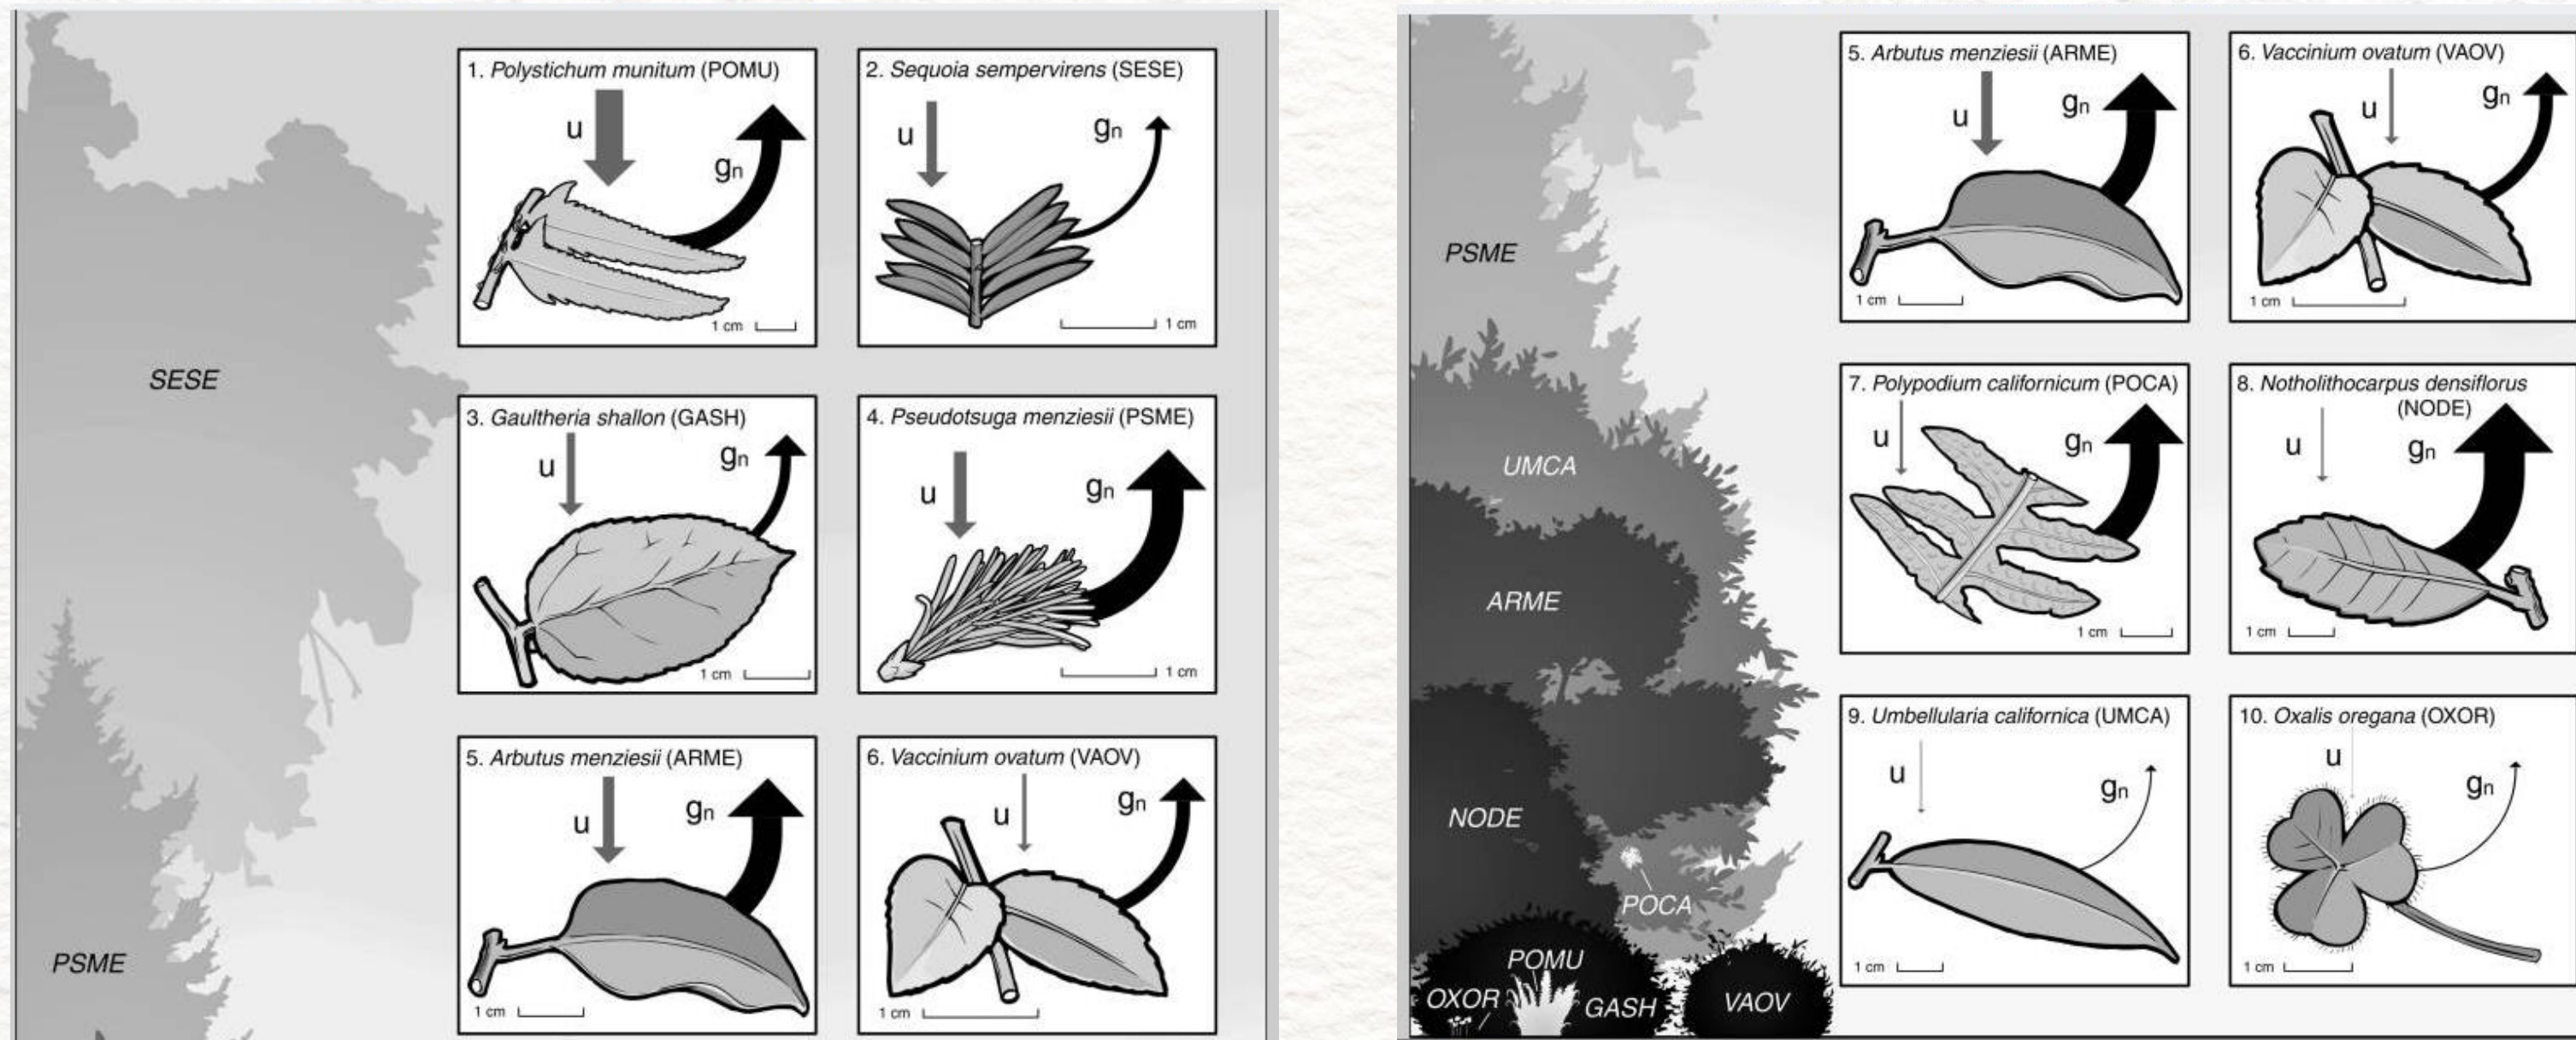 SESE
PSME
1. Polystichum munitum (POMU)
u
gn
1 cm
2. Sequoia sempervirens (SESE)
u
gn
1 cm
3. Gaultheria shallon (GASH)
u
gn
1 cm
4. Pseudotsuga menziesii (PSME)
u
gn
1 cm
5. Arbutus menziesii (ARME)
u
gn
1 cm
6. Vaccinium ovatum (VAOV)
u
gn
1 cm
PSME
UMCA
ARME
NODE
POCA
POMU
OXOR
GASH
VAOV
5. Arbutus menziesii (ARME)
u
gn
1 cm
6. Vaccinium ovatum (VAOV)
u
gn
1 cm
7. Polypodium californicum (POCA)
u
gn
1 cm
8. Notholithocarpus densiflorus
(NODE)
u
gn
1 cm
9. Umbellularia californica (UMCA)
u
gn
1 cm
10. Oxalis oregana (OXOR)
u
gn
1 cm